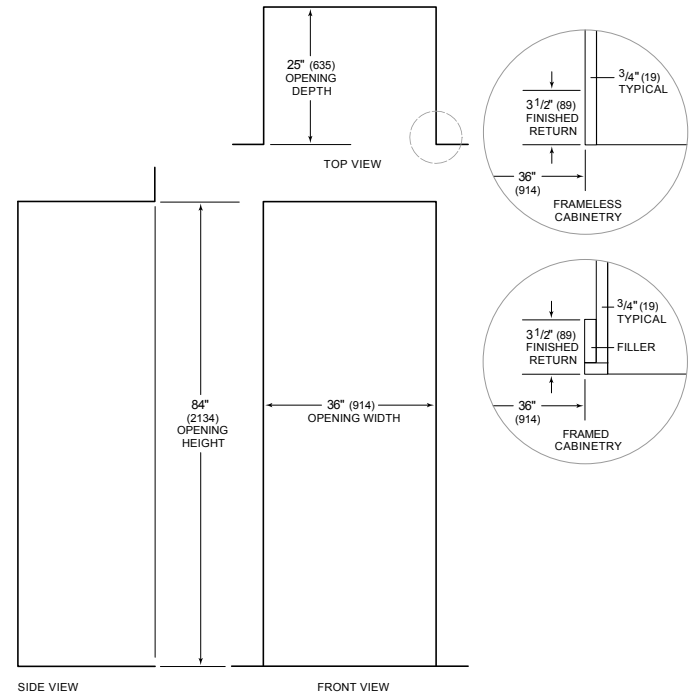 25" (635)
OPENING
DEPTH
TOP VIEW
3/4" (19)
TYPICAL
3 1/2" (89)
FINISHED
RETURN
36"
(914)
FRAMELESS
CABINETRY
3/4" (19)
TYPICAL
3 1/2" (89)
FINISHED
RETURN
FILLER
36"
(914)
FRAMED
CABINETRY
84"
(2134)
OPENING
HEIGHT
36" (914)
OPENING WIDTH
SIDE VIEW
FRONT VIEW